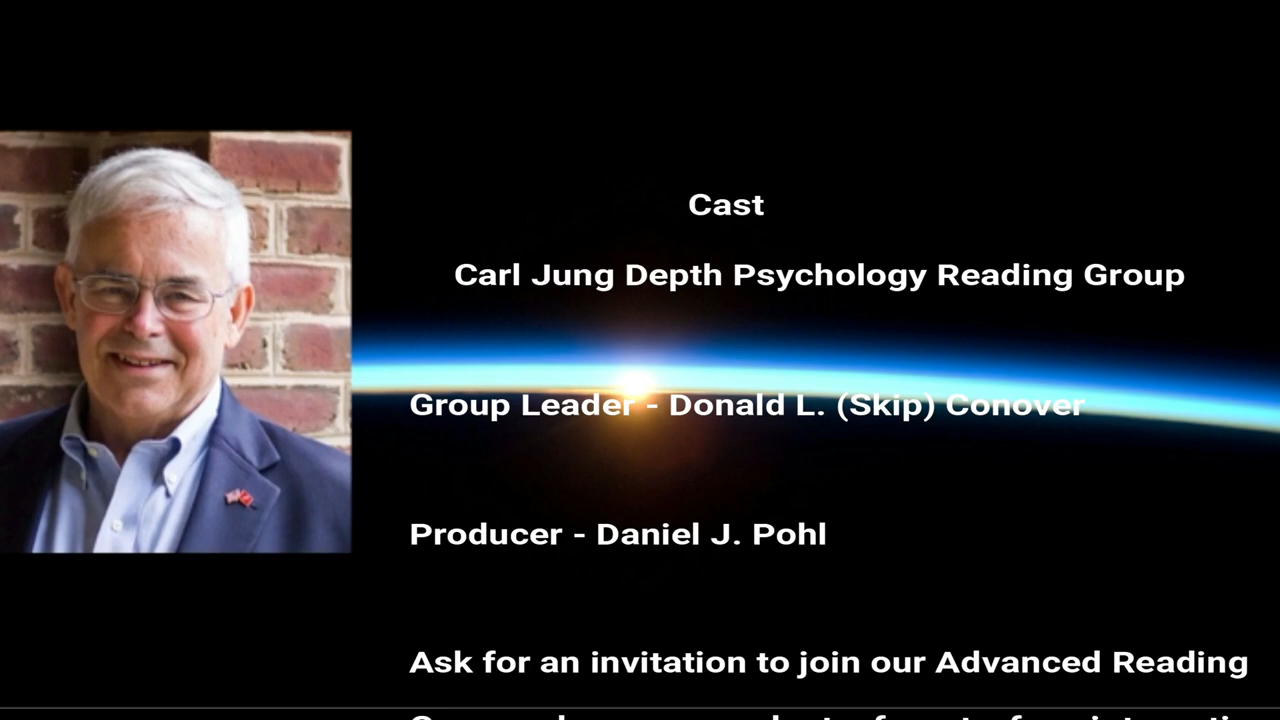 Cast
Carl Jung Depth Psychology Reading Group
Group Leader - Donald L. (Skip) Conover
Producer - Daniel J. Pohl
Ask for an invitation to join our Advanced Reading